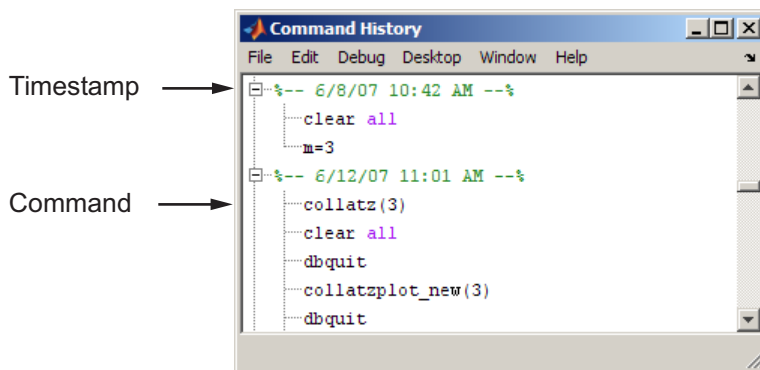 Command History
File Edit Debug Desktop Window Help
Timestamp
%-- 6/8/07 10:42 AM --%
clear all
m=3
%-- 6/12/07 11:01 AM --%
Command
collatz(3)
clear all
dbquit
collatzplot_new(3)
dbquit